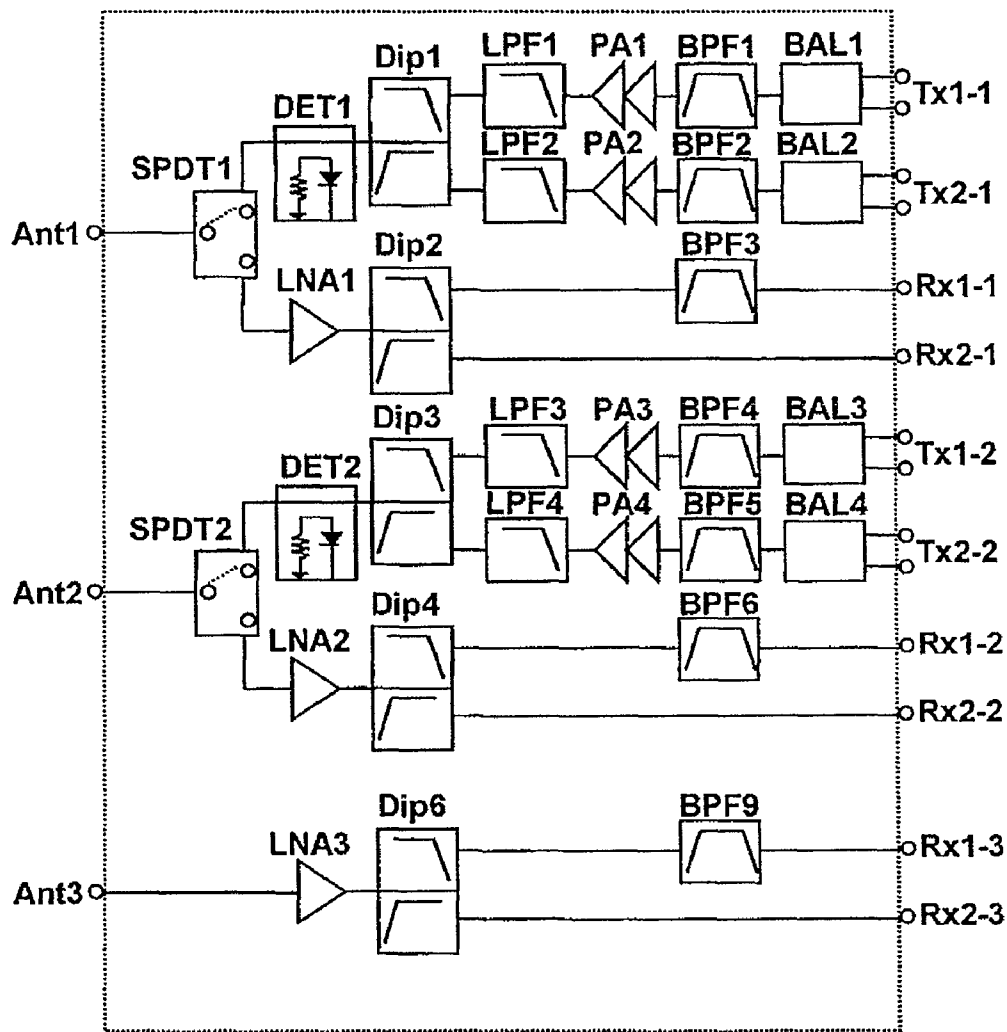 LPF1 PA1 BPF1 BAL1
Dip1
Tx1-1
DET1
LPF2 PA2 BPF2 BAL2
SPDT1
Tx2-1
Ant1
Dip2
BPF3
LNA1
Rx1-1
Rx2-1
LPF3 PA3 BPF4 BAL3
Dip3
Tx1-2
DET2
LPF4 PA4 BPF5 BAL4
SPDT2
Tx2-2
Ant2
Dip4
BPF6
LNA2
Rx1-2
Rx2-2
Dip6
BPF9
LNA3
Rx1-3
Ant3
Rx2-3